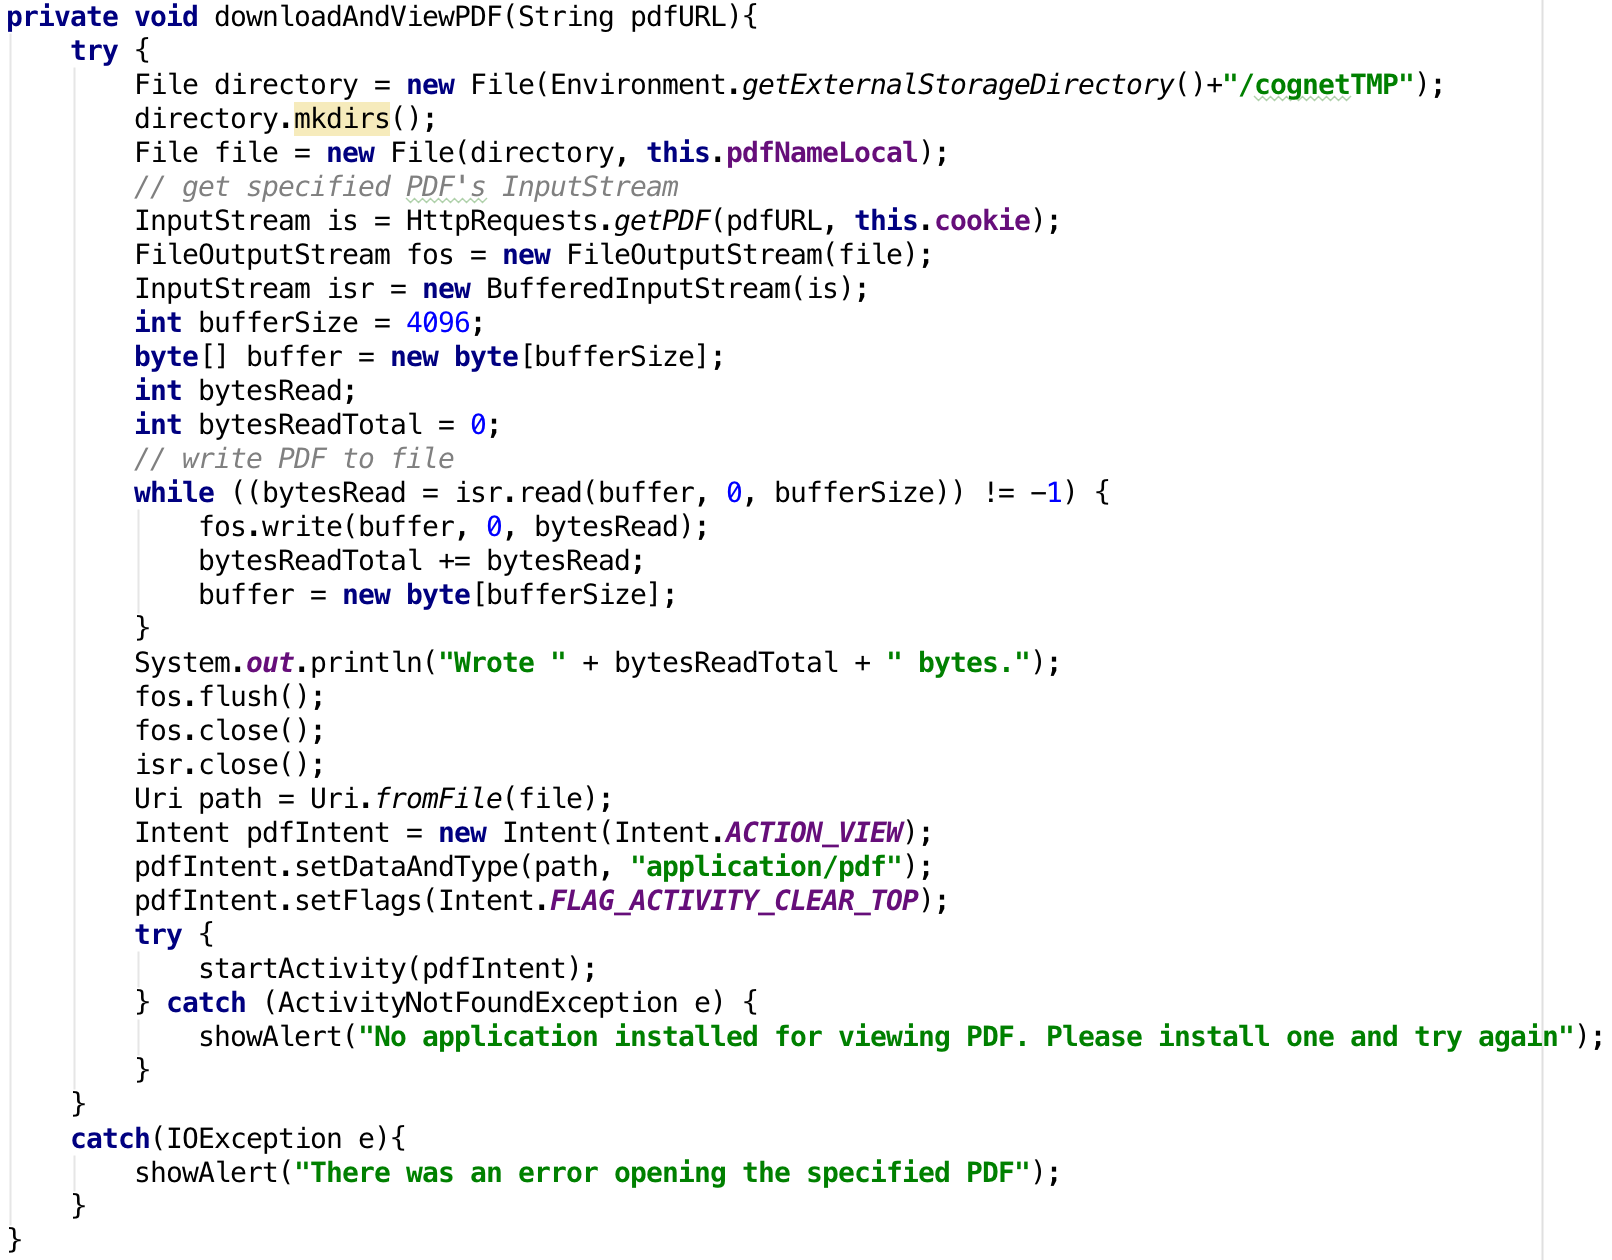 private void downloadAndViewPDF(String pdfURL){
    try {
        File directory = new File(Environment.getExternalStorageDirectory()+"/cognetTMP");
        directory.mkdirs();
        File file = new File(directory, this.pdfNameLocal);
        // get specified PDF's InputStream
        InputStream is = HttpRequests.getPDF(pdfURL, this.cookie);
        FileOutputStream fos = new FileOutputStream(file);
        InputStream isr = new BufferedInputStream(is);
        int bufferSize = 4096;
        byte[] buffer = new byte[bufferSize];
        int bytesRead;
        int bytesReadTotal = 0;
        // write PDF to file
        while ((bytesRead = isr.read(buffer, 0, bufferSize)) != -1) {
            fos.write(buffer, 0, bytesRead);
            bytesReadTotal += bytesRead;
            buffer = new byte[bufferSize];
        }
        System.out.println("Wrote " + bytesReadTotal + " bytes.");
        fos.flush();
        fos.close();
        isr.close();
        Uri path = Uri.fromFile(file);
        Intent pdfIntent = new Intent(Intent.ACTION_VIEW);
        pdfIntent.setDataAndType(path, "application/pdf");
        pdfIntent.setFlags(Intent.FLAG_ACTIVITY_CLEAR_TOP);
        try {
            startActivity(pdfIntent);
        } catch (ActivityNotFoundException e) {
            showAlert("No application installed for viewing PDF. Please install one and try again");
        }
    }
    catch(IOException e){
        showAlert("There was an error opening the specified PDF");
    }
}